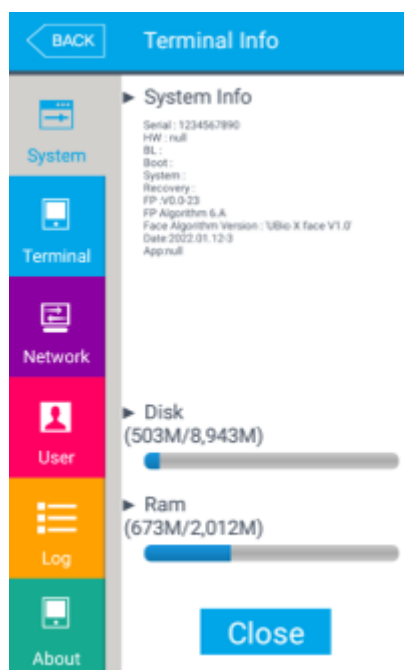 BACK
Terminal Info
System
Terminal
Network
User
Log
About
► System Info
Serial : 1234567890
HW : null
BL :
Boot :
System :
Recovery :
FP :V0.0-23
FP Algorithm 6.A
Face Algorithm Version : 'UBio X face V1.0'
Date:2022.01.12-3
App:null
► Disk
(503M/8,943M)
► Ram
(673M/2,012M)
Close